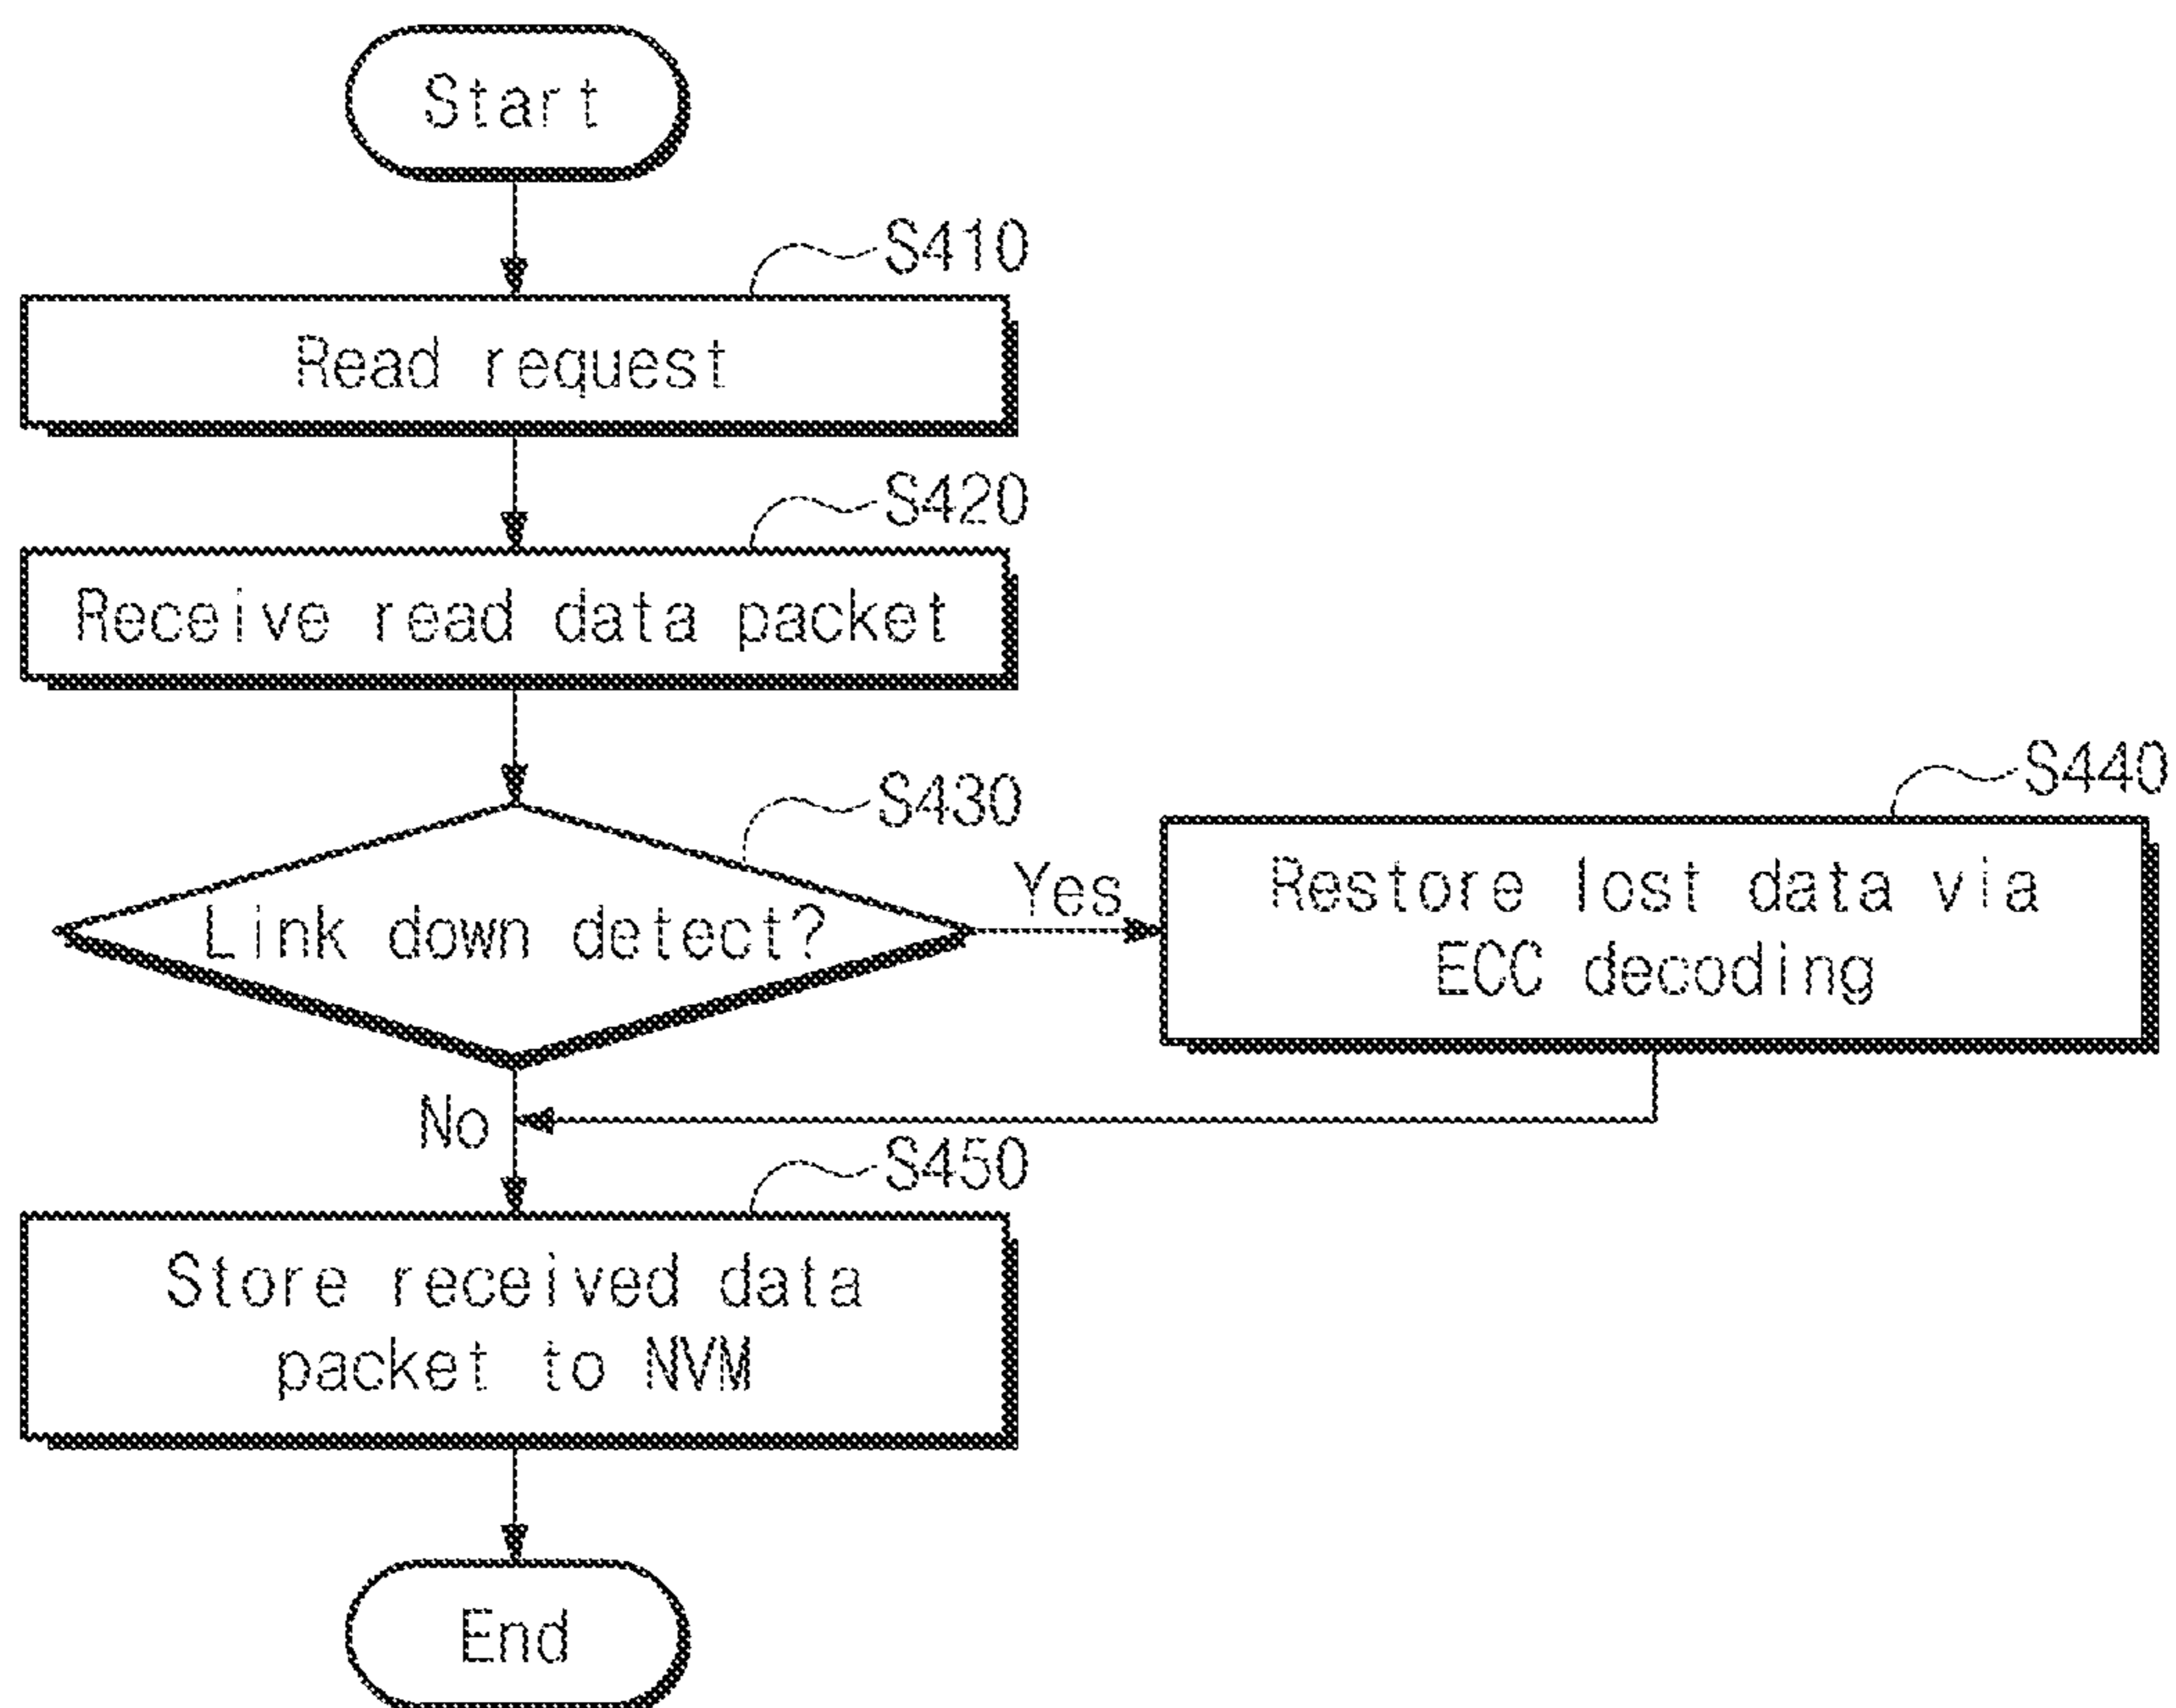 Start
S410
Read request
S420
Receive read data packet
S430
Link down detect?
Yes
S440
Restore lost data via
ECC decoding
No
S450
Store received data
packet to NVM
End